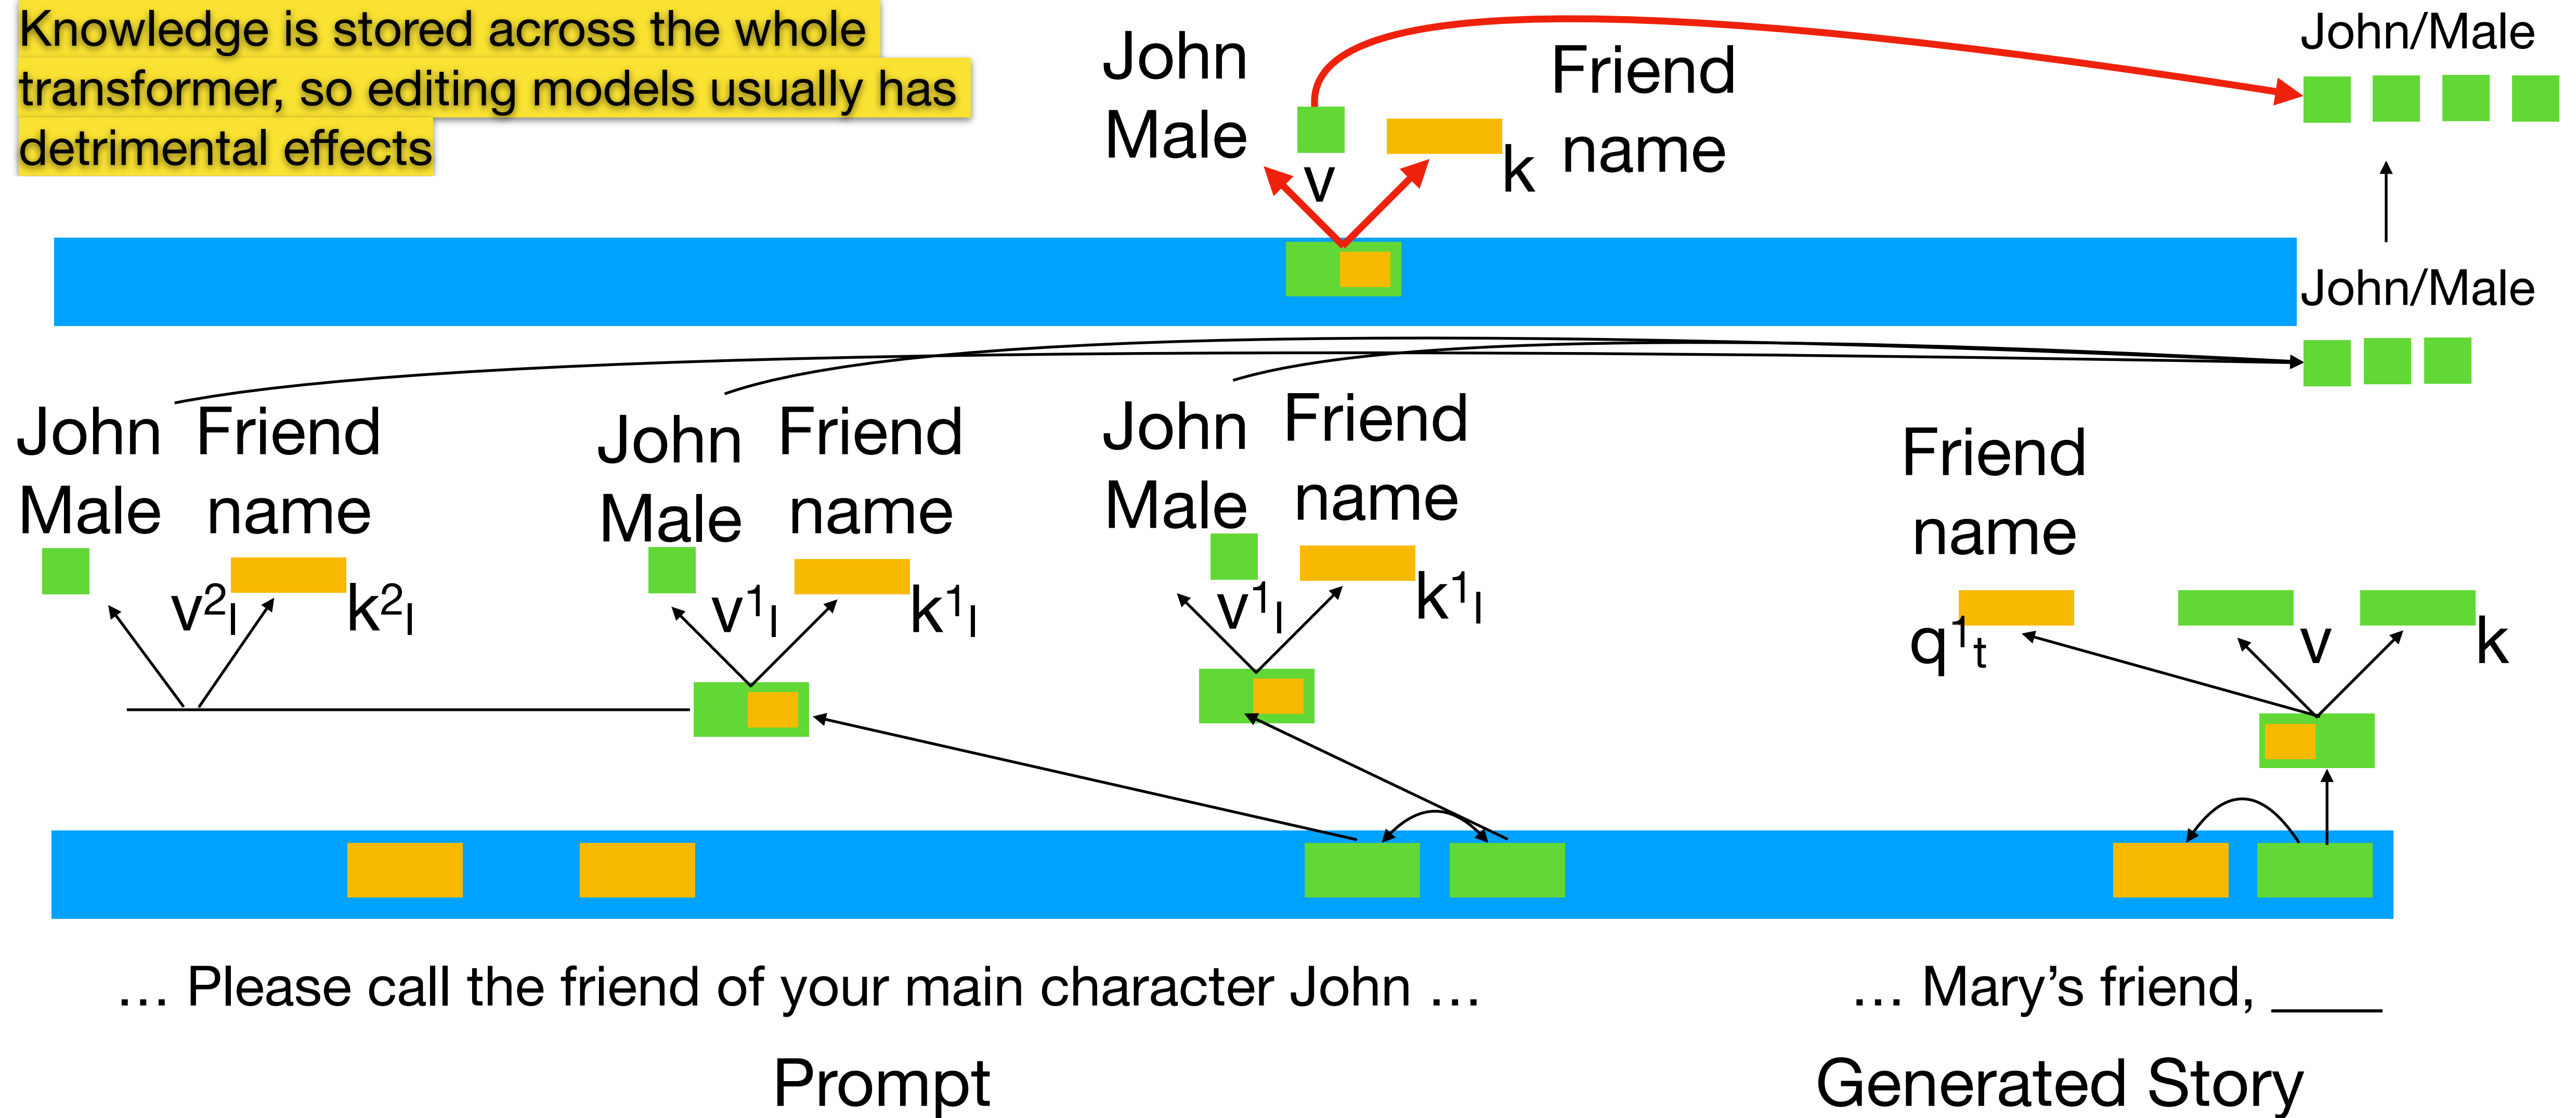 Knowledge is stored across the whole
transformer, so editing models usually has
detrimental effects
John
Male
v
k
Friend
name
John/Male
John/Male
John
Male
Friend
name
v²ₗ
k²ₗ
John
Male
Friend
name
v¹ₗ
k¹ₗ
John
Male
Friend
name
v¹ₗ
k¹ₗ
Friend
name
q¹ₜ
v
k
… Please call the friend of your main character John …
… Mary’s friend, ____
Prompt
Generated Story